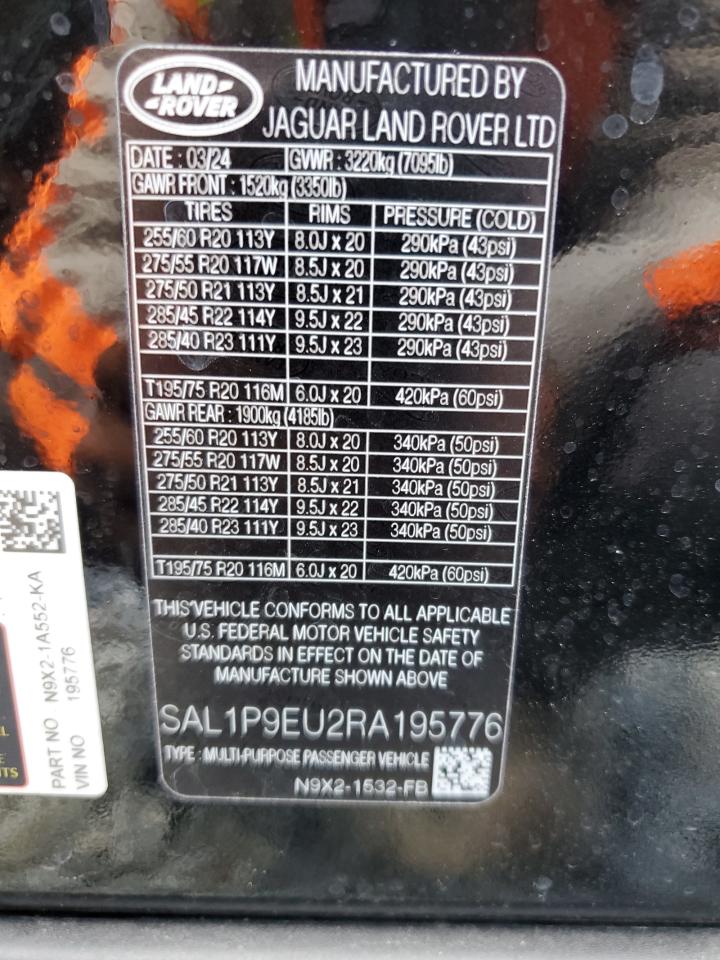 LAND-
-ROVER
MANUFACTURED BY
JAGUAR LAND ROVER LTD
DATE : 03/24 GVWR : 3220kg (7095lb)
GAWR FRONT : 1520kg (3350lb)
TIRES RIMS PRESSURE (COLD)
255/60 R20 113Y 8.0J x 20 290kPa (43psi)
275/55 R20 117W 8.5J x 20 290kPa (43psi)
275/50 R21 113Y 8.5J x 21 290kPa (43psi)
285/45 R22 114Y 9.5J x 22 290kPa (43psi)
285/40 R23 111Y 9.5J x 23 290kPa (43psi)
T195/75 R20 116M 6.0J x 20 420kPa (60psi)
GAWR REAR : 1900kg (4185lb)
255/60 R20 113Y 8.0J x 20 340kPa (50psi)
275/55 R20 117W 8.5J x 20 340kPa (50psi)
275/50 R21 113Y 8.5J x 21 340kPa (50psi)
285/45 R22 114Y 9.5J x 22 340kPa (50psi)
285/40 R23 111Y 9.5J x 23 340kPa (50psi)
T195/75 R20 116M 6.0J x 20 420kPa (60psi)
THIS VEHICLE CONFORMS TO ALL APPLICABLE
U.S. FEDERAL MOTOR VEHICLE SAFETY
STANDARDS IN EFFECT ON THE DATE OF
MANUFACTURE SHOWN ABOVE
SAL1P9EU2RA195776
TYPE : MULTI-PURPOSE PASSENGER VEHICLE
N9X2-1532-FB
PART NO N9X2-1A552-KA
VIN NO 195776